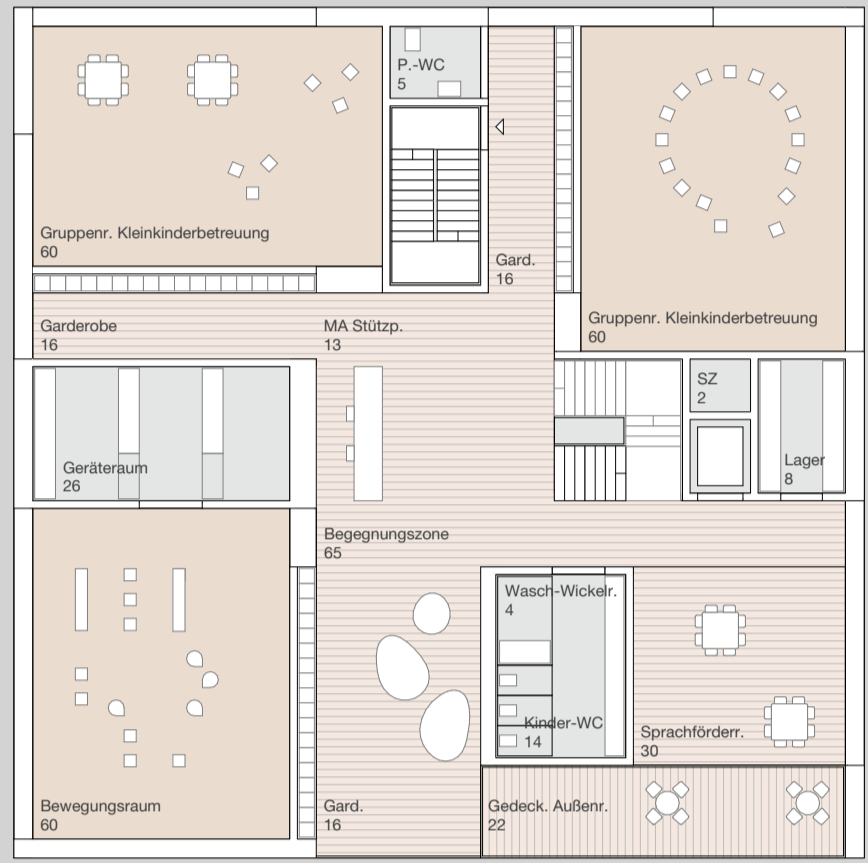 P.-WC
5
Gruppenr. Kleinkinderbetreuung
60
Gard.
16
Gruppenr. Kleinkinderbetreuung
60
Garderobe
16
MA Stützp.
13
SZ
2
Geräteraum
26
Lager
8
Begegnungszone
65
Wasch-Wickelr.
4
Kinder-WC
14
Sprachförderr.
30
Bewegungsraum
60
Gard.
16
Gedeck. Außenr.
22